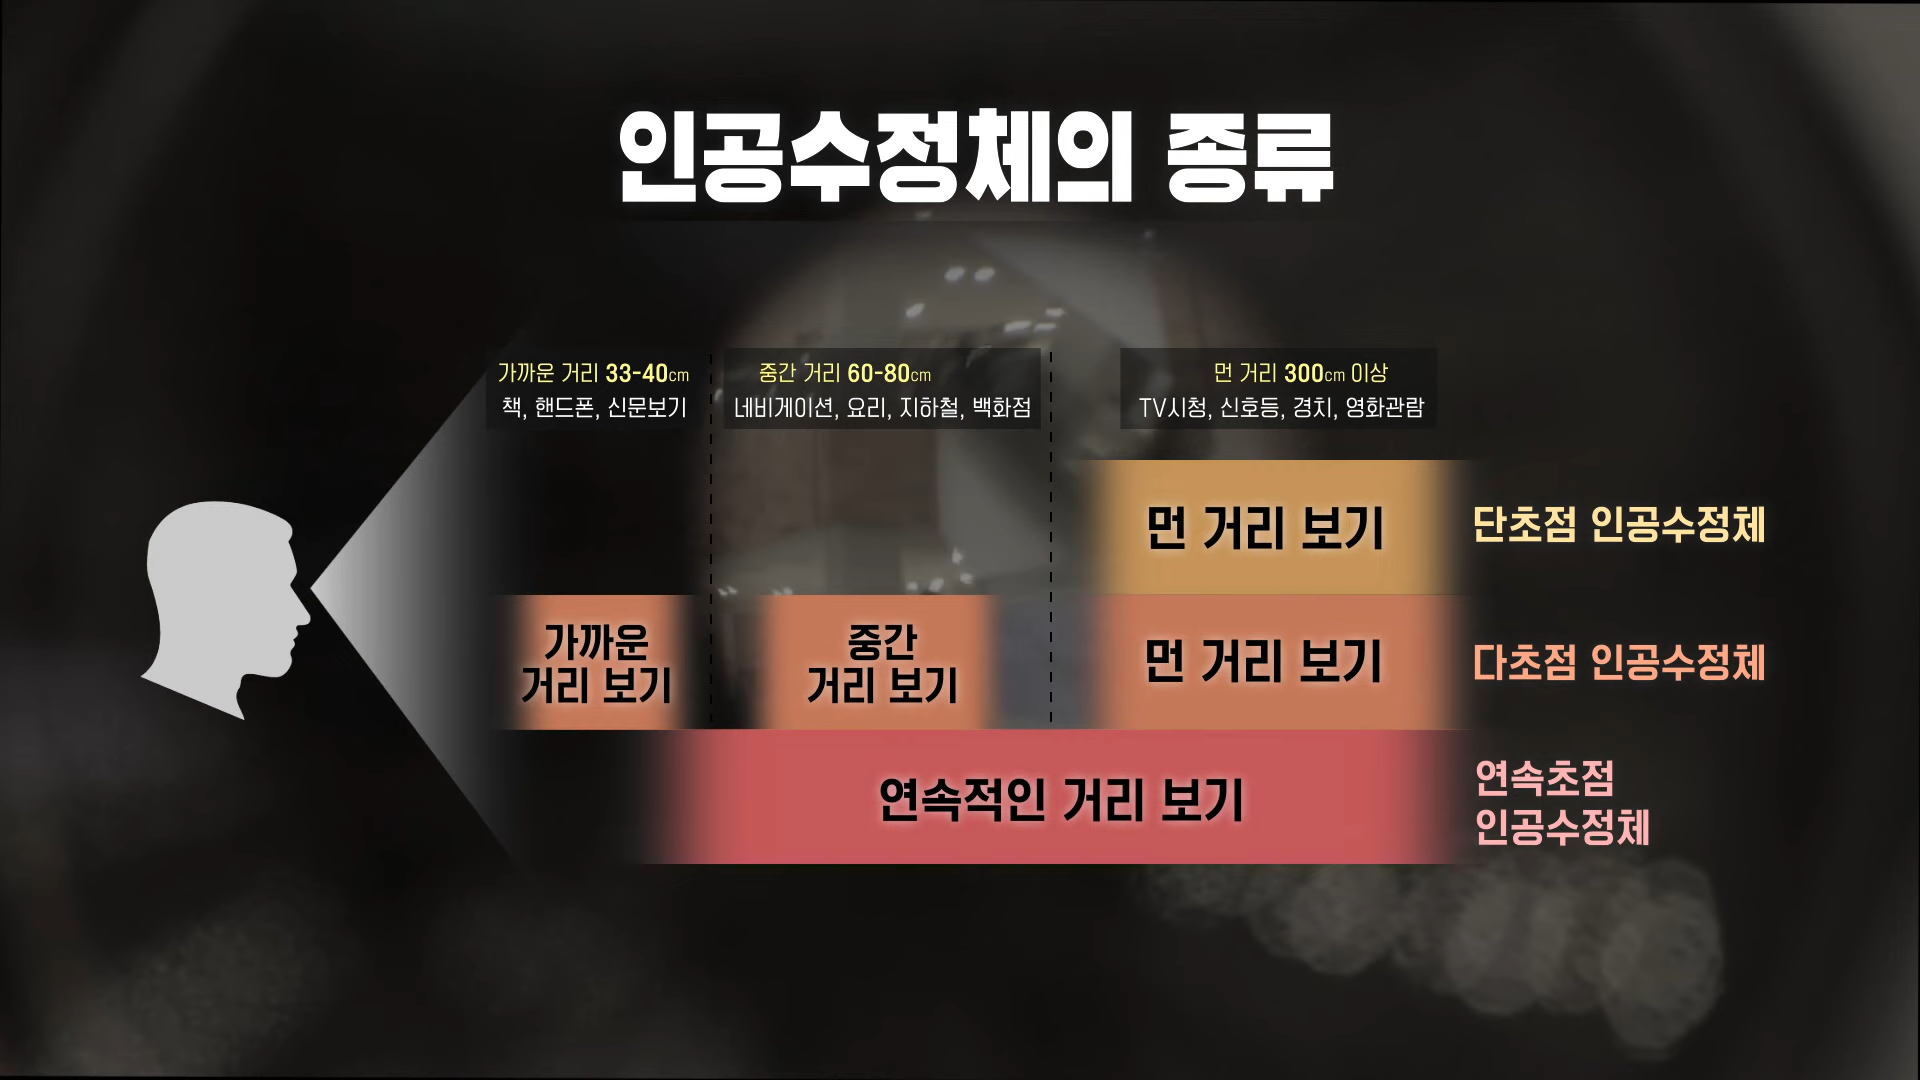 인공수정체의 종류
가까운 거리 33-40cm
책, 핸드폰, 신문보기
중간 거리 60-80cm
네비게이션, 요리, 지하철, 백화점
먼 거리 300cm 이상
TV시청, 신호등, 경치, 영화관람
먼 거리 보기
단초점 인공수정체
가까운
거리 보기
중간
거리 보기
먼 거리 보기
다초점 인공수정체
연속적인 거리 보기
연속초점
인공수정체